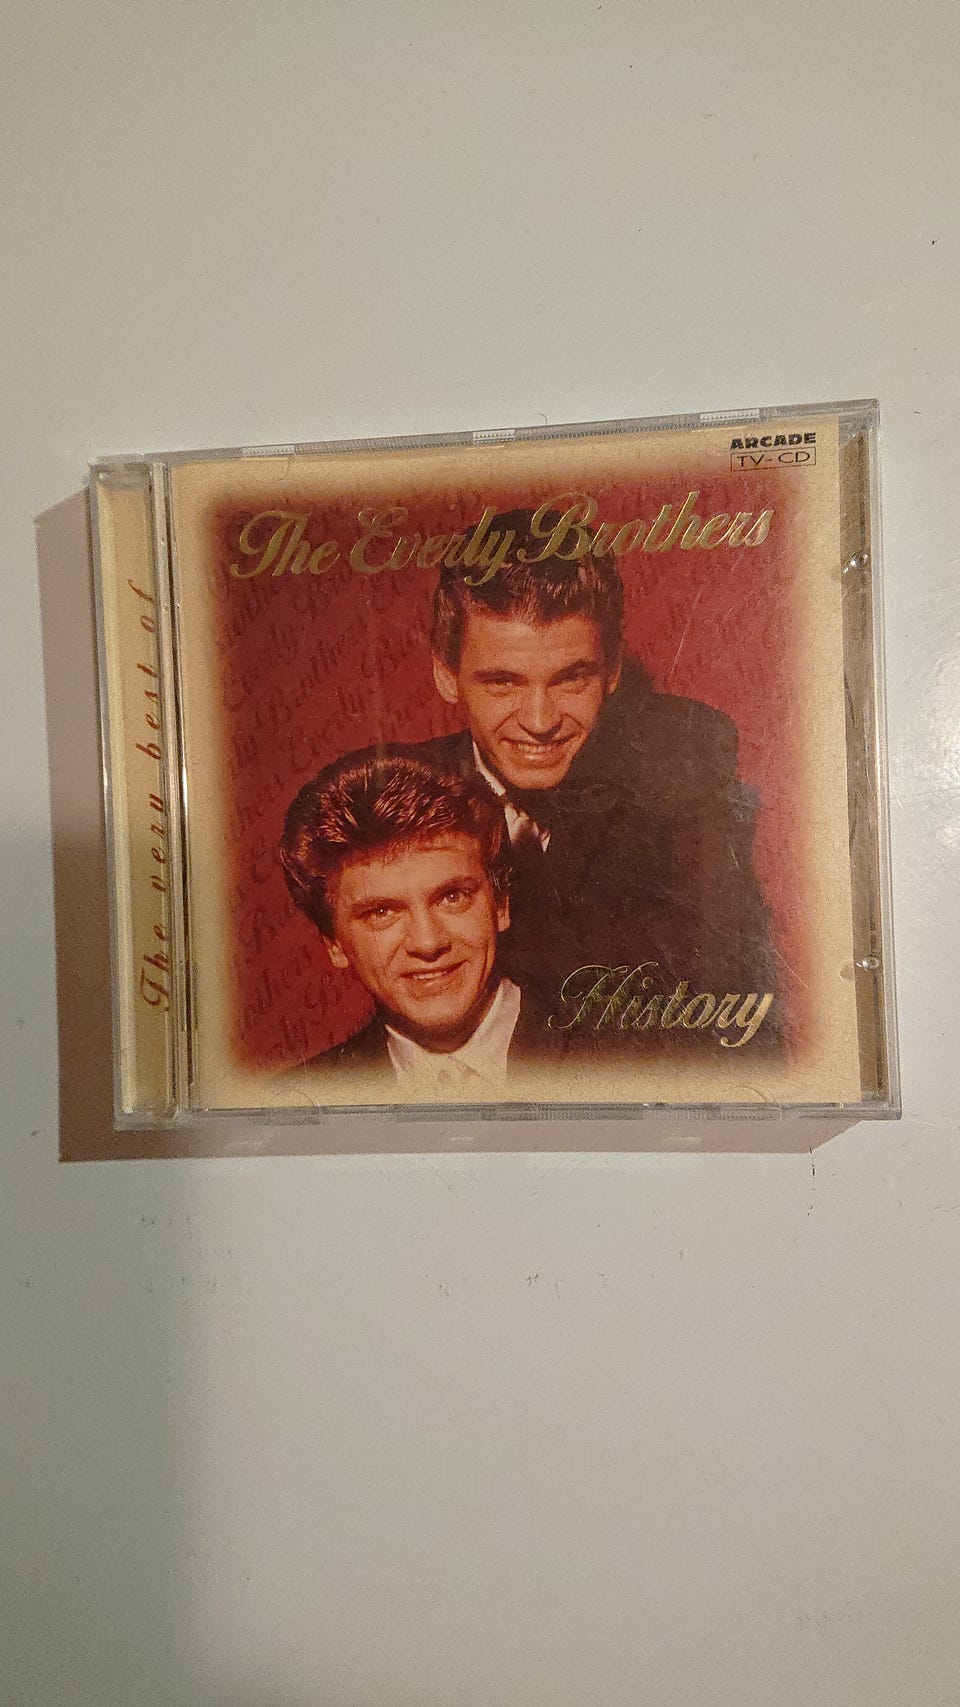 ARCADE
TV-CD
The Everly Brothers
The very best of
History